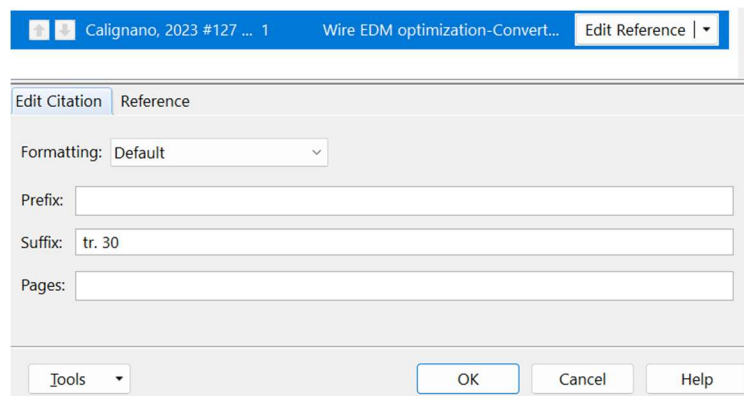 Calignano, 2023 #127 ... 1 Wire EDM optimization-Convert... Edit Reference
Edit Citation Reference
Formatting: Default
Prefix:
Suffix: tr. 30
Pages:
Tools OK Cancel Help